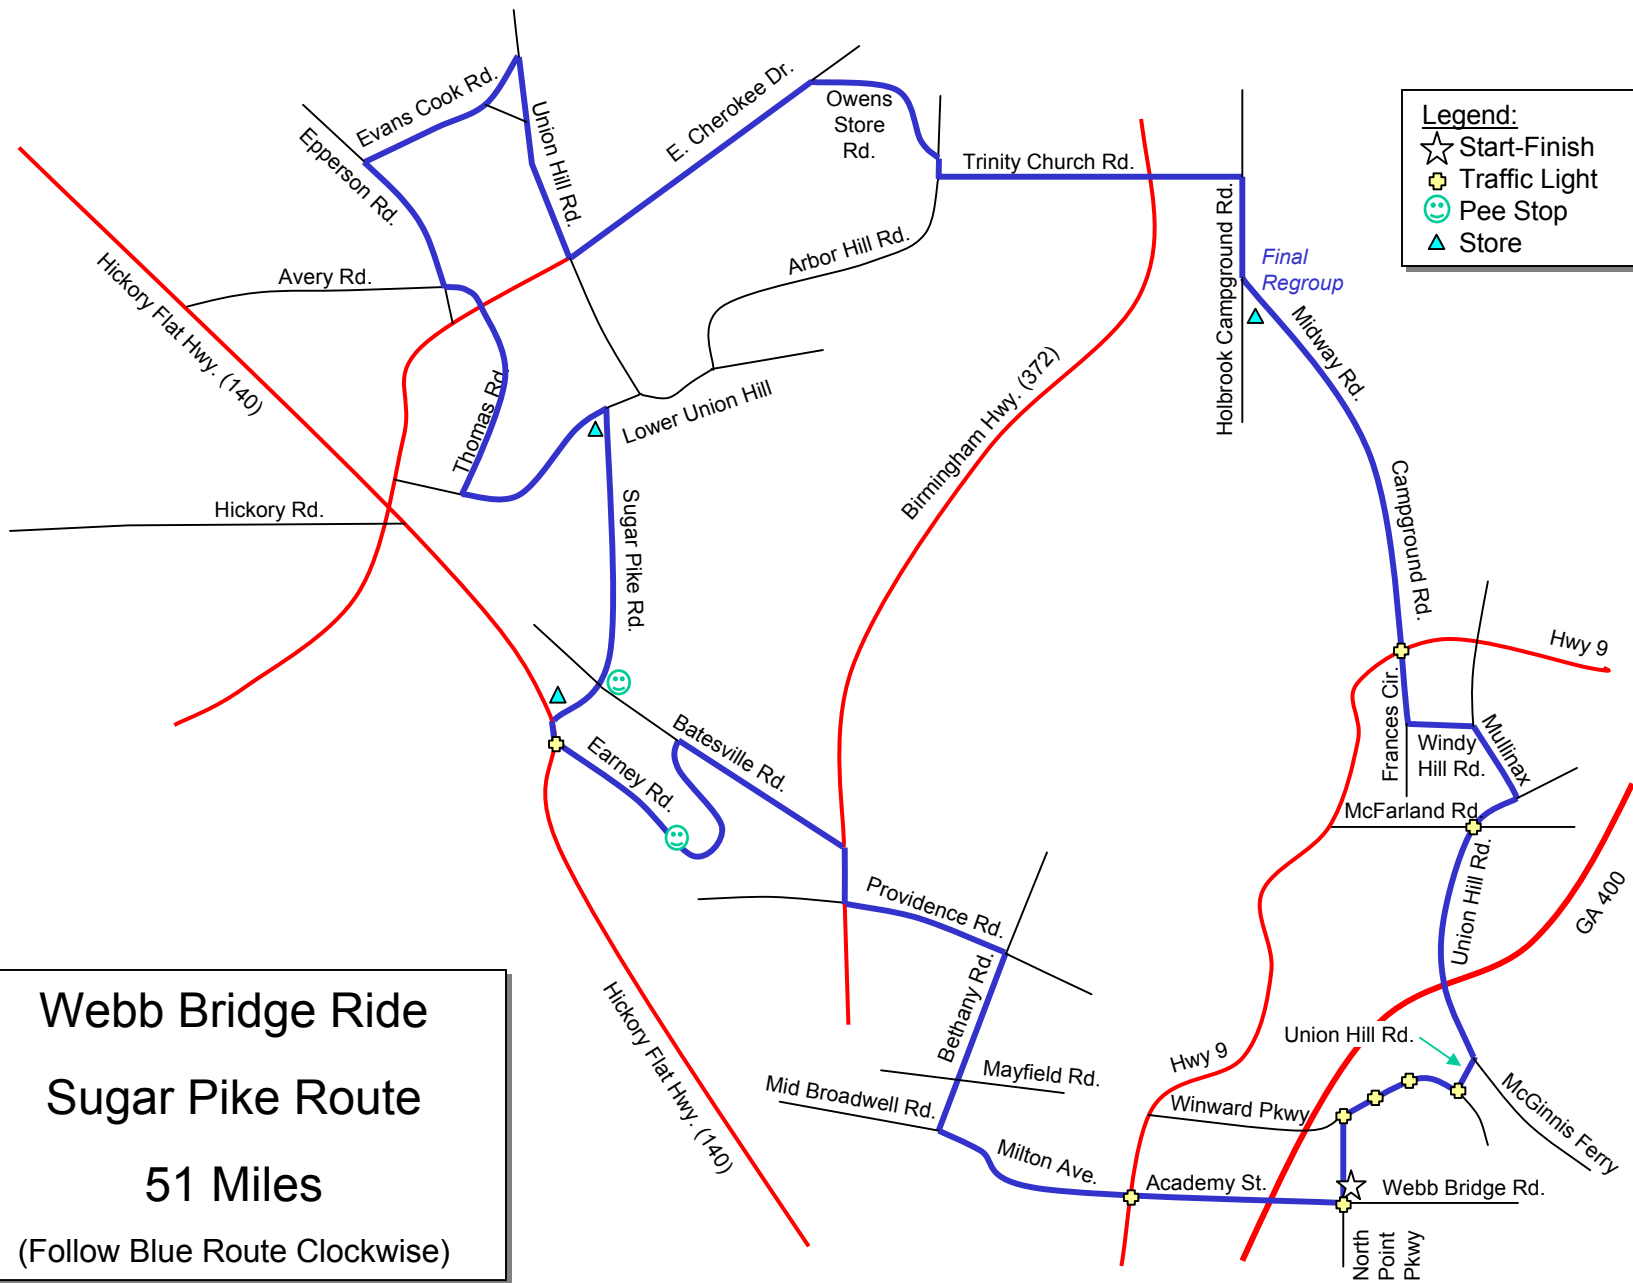 Evans Cook Rd.
Epperson Rd.
Union Hill Rd.
E. Cherokee Dr.
Owens
Store
Rd.
Trinity Church Rd.
Legend:
Start-Finish
Traffic Light
Pee Stop
Store
Hickory Flat Hwy. (140)
Avery Rd.
Arbor Hill Rd.
Holbrook Campground Rd.
Final
Regroup
Midway Rd.
Thomas Rd.
Lower Union Hill
Birmingham Hwy. (372)
Hickory Rd.
Sugar Pike Rd.
Campground Rd.
Hwy 9
Frances Cir.
Windy
Hill Rd.
Mullinax
McFarland Rd.
Batesville Rd.
Earney Rd.
Providence Rd.
Union Hill Rd.
GA 400
Bethany Rd.
Hickory Flat Hwy. (140)
Mayfield Rd.
Mid Broadwell Rd.
Hwy 9
Union Hill Rd.
Winward Pkwy
McGinnis Ferry
Milton Ave.
Academy St.
Webb Bridge Rd.
North
Point
Pkwy
Webb Bridge Ride
Sugar Pike Route
51 Miles
(Follow Blue Route Clockwise)